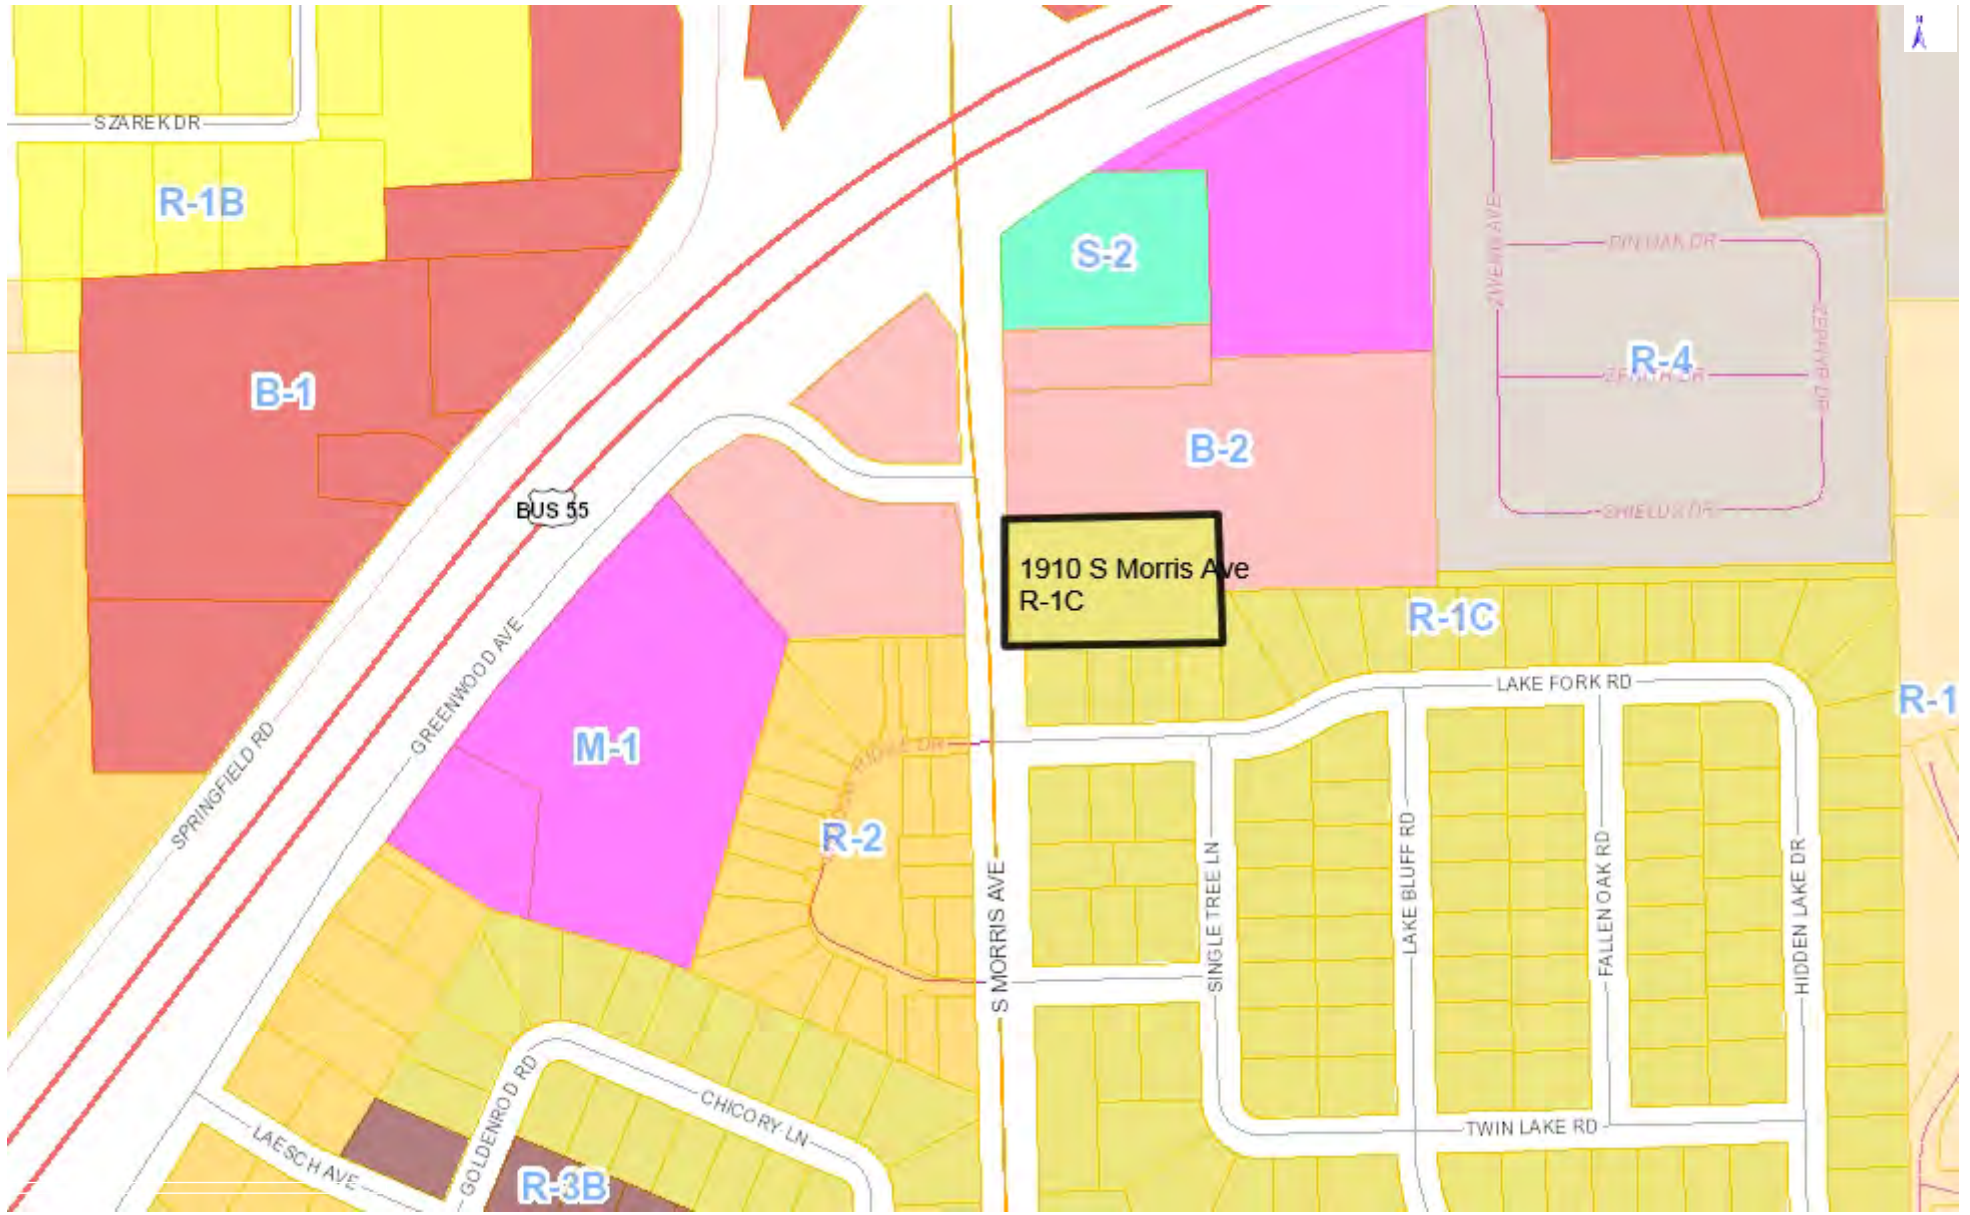 N
SZAREK DR
R-1B
S-2
ZWENN AVE
PIN OAK DR
R-4
ZENITH DR
ZEPHYR DR
B-1
B-2
BUS 55
SHIELDS DR
1910 S Morris Ave
R-1C
R-1C
GREENWOOD AVE
LAKE FORK RD
R-1
M-1
SPRINGFIELD RD
RIDGE DR
R-2
S MORRIS AVE
SINGLE TREE LN
LAKE BLUFF RD
FALLEN OAK RD
HIDDEN LAKE DR
GOLDENROD RD
CHICORY LN
TWIN LAKE RD
LAESCH AVE
R-3B